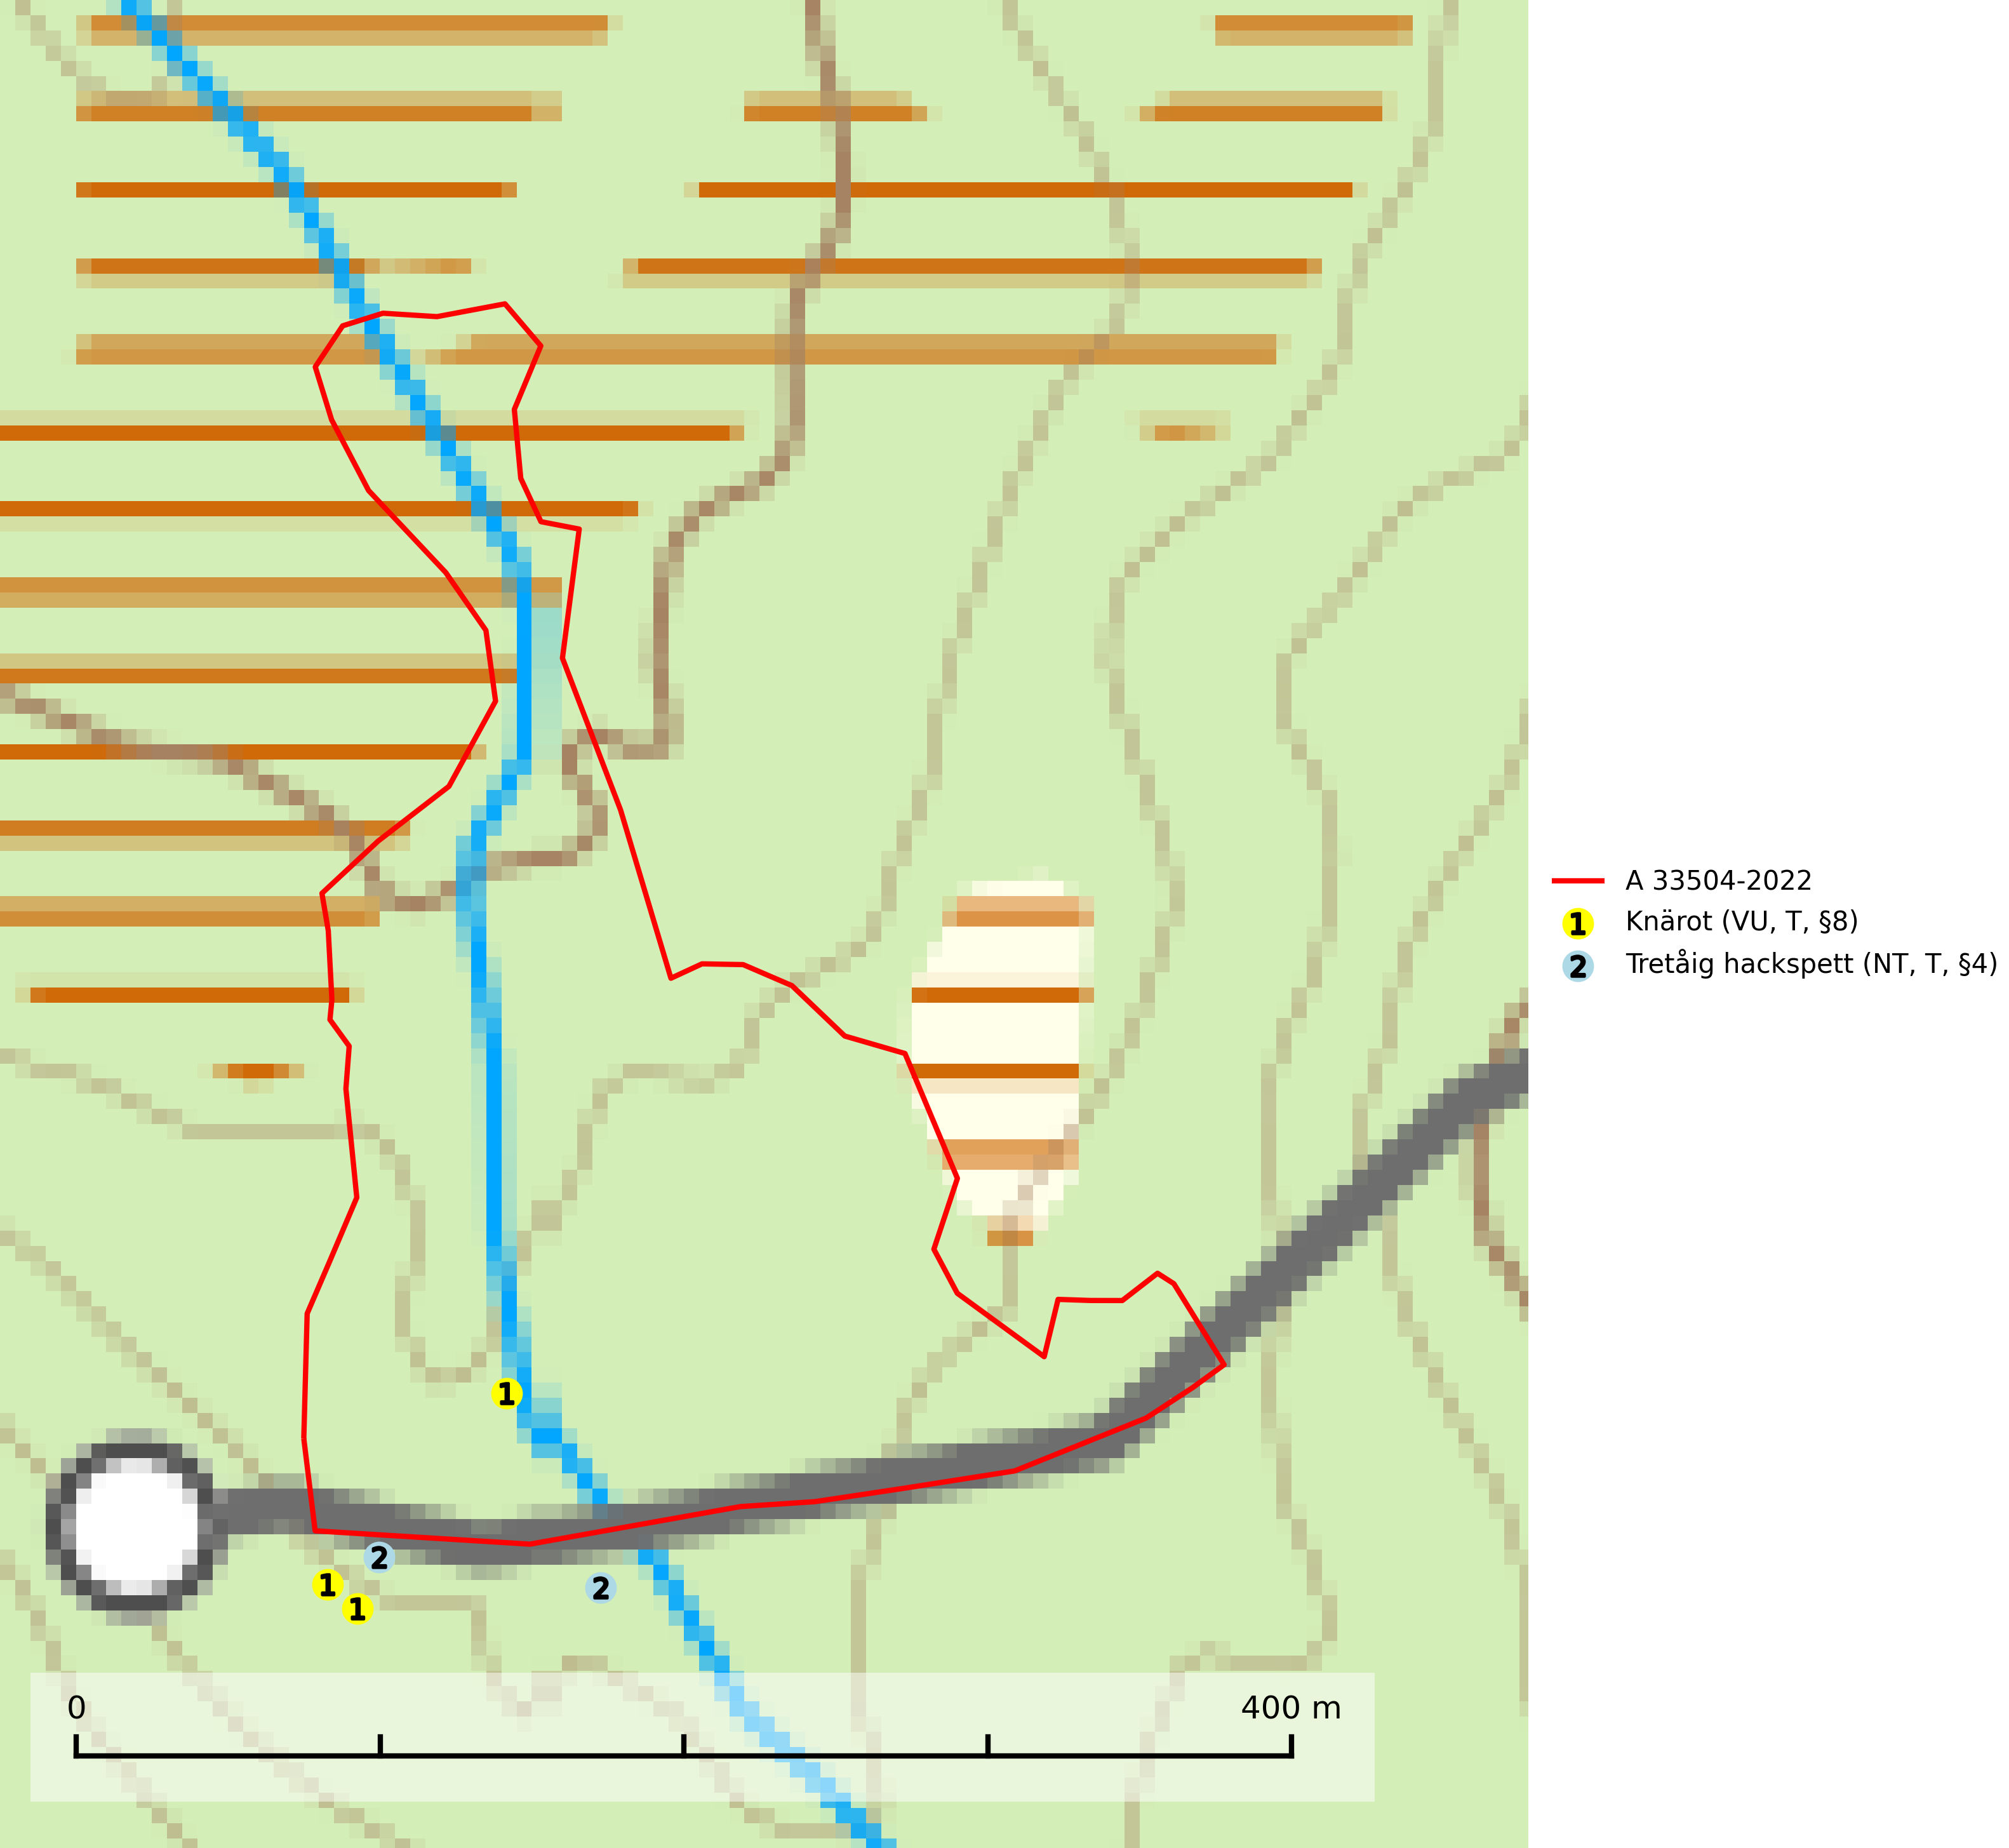 A 33504-2022
1 Knärot (VU, T, §8)
2 Tretåig hackspett (NT, T, §4)
1
2
1
2
1
0 400 m